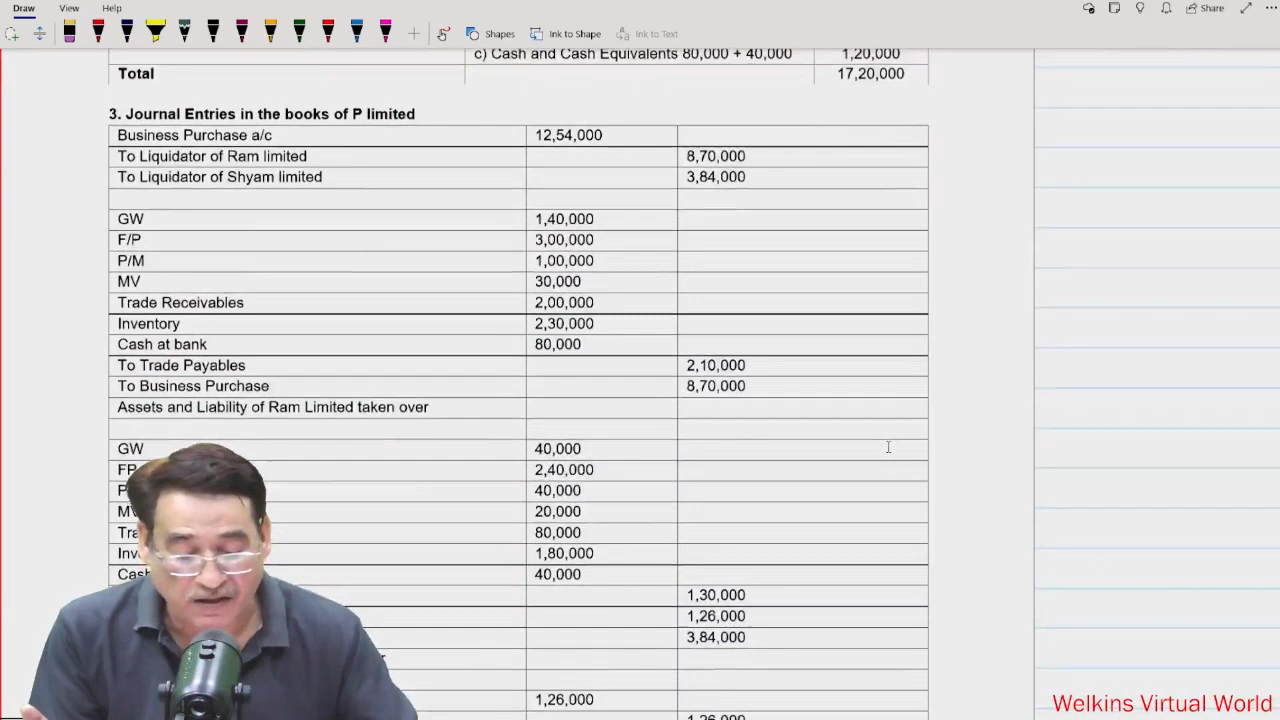 Draw View Help
Share
Shapes Ink to Shape Ink to Text
c) Cash and Cash Equivalents 80,000 + 40,000 1,20,000
Total 17,20,000
3. Journal Entries in the books of P limited
Business Purchase a/c 12,54,000
To Liquidator of Ram limited 8,70,000
To Liquidator of Shyam limited 3,84,000
GW 1,40,000
F/P 3,00,000
P/M 1,00,000
MV 30,000
Trade Receivables 2,00,000
Inventory 2,30,000
Cash at bank 80,000
To Trade Payables 2,10,000
To Business Purchase 8,70,000
Assets and Liability of Ram Limited taken over
GW 40,000
FP 2,40,000
40,000
20,000
80,000
1,80,000
40,000
1,30,000
1,26,000
3,84,000
1,26,000
1,26,000
Welkins Virtual World